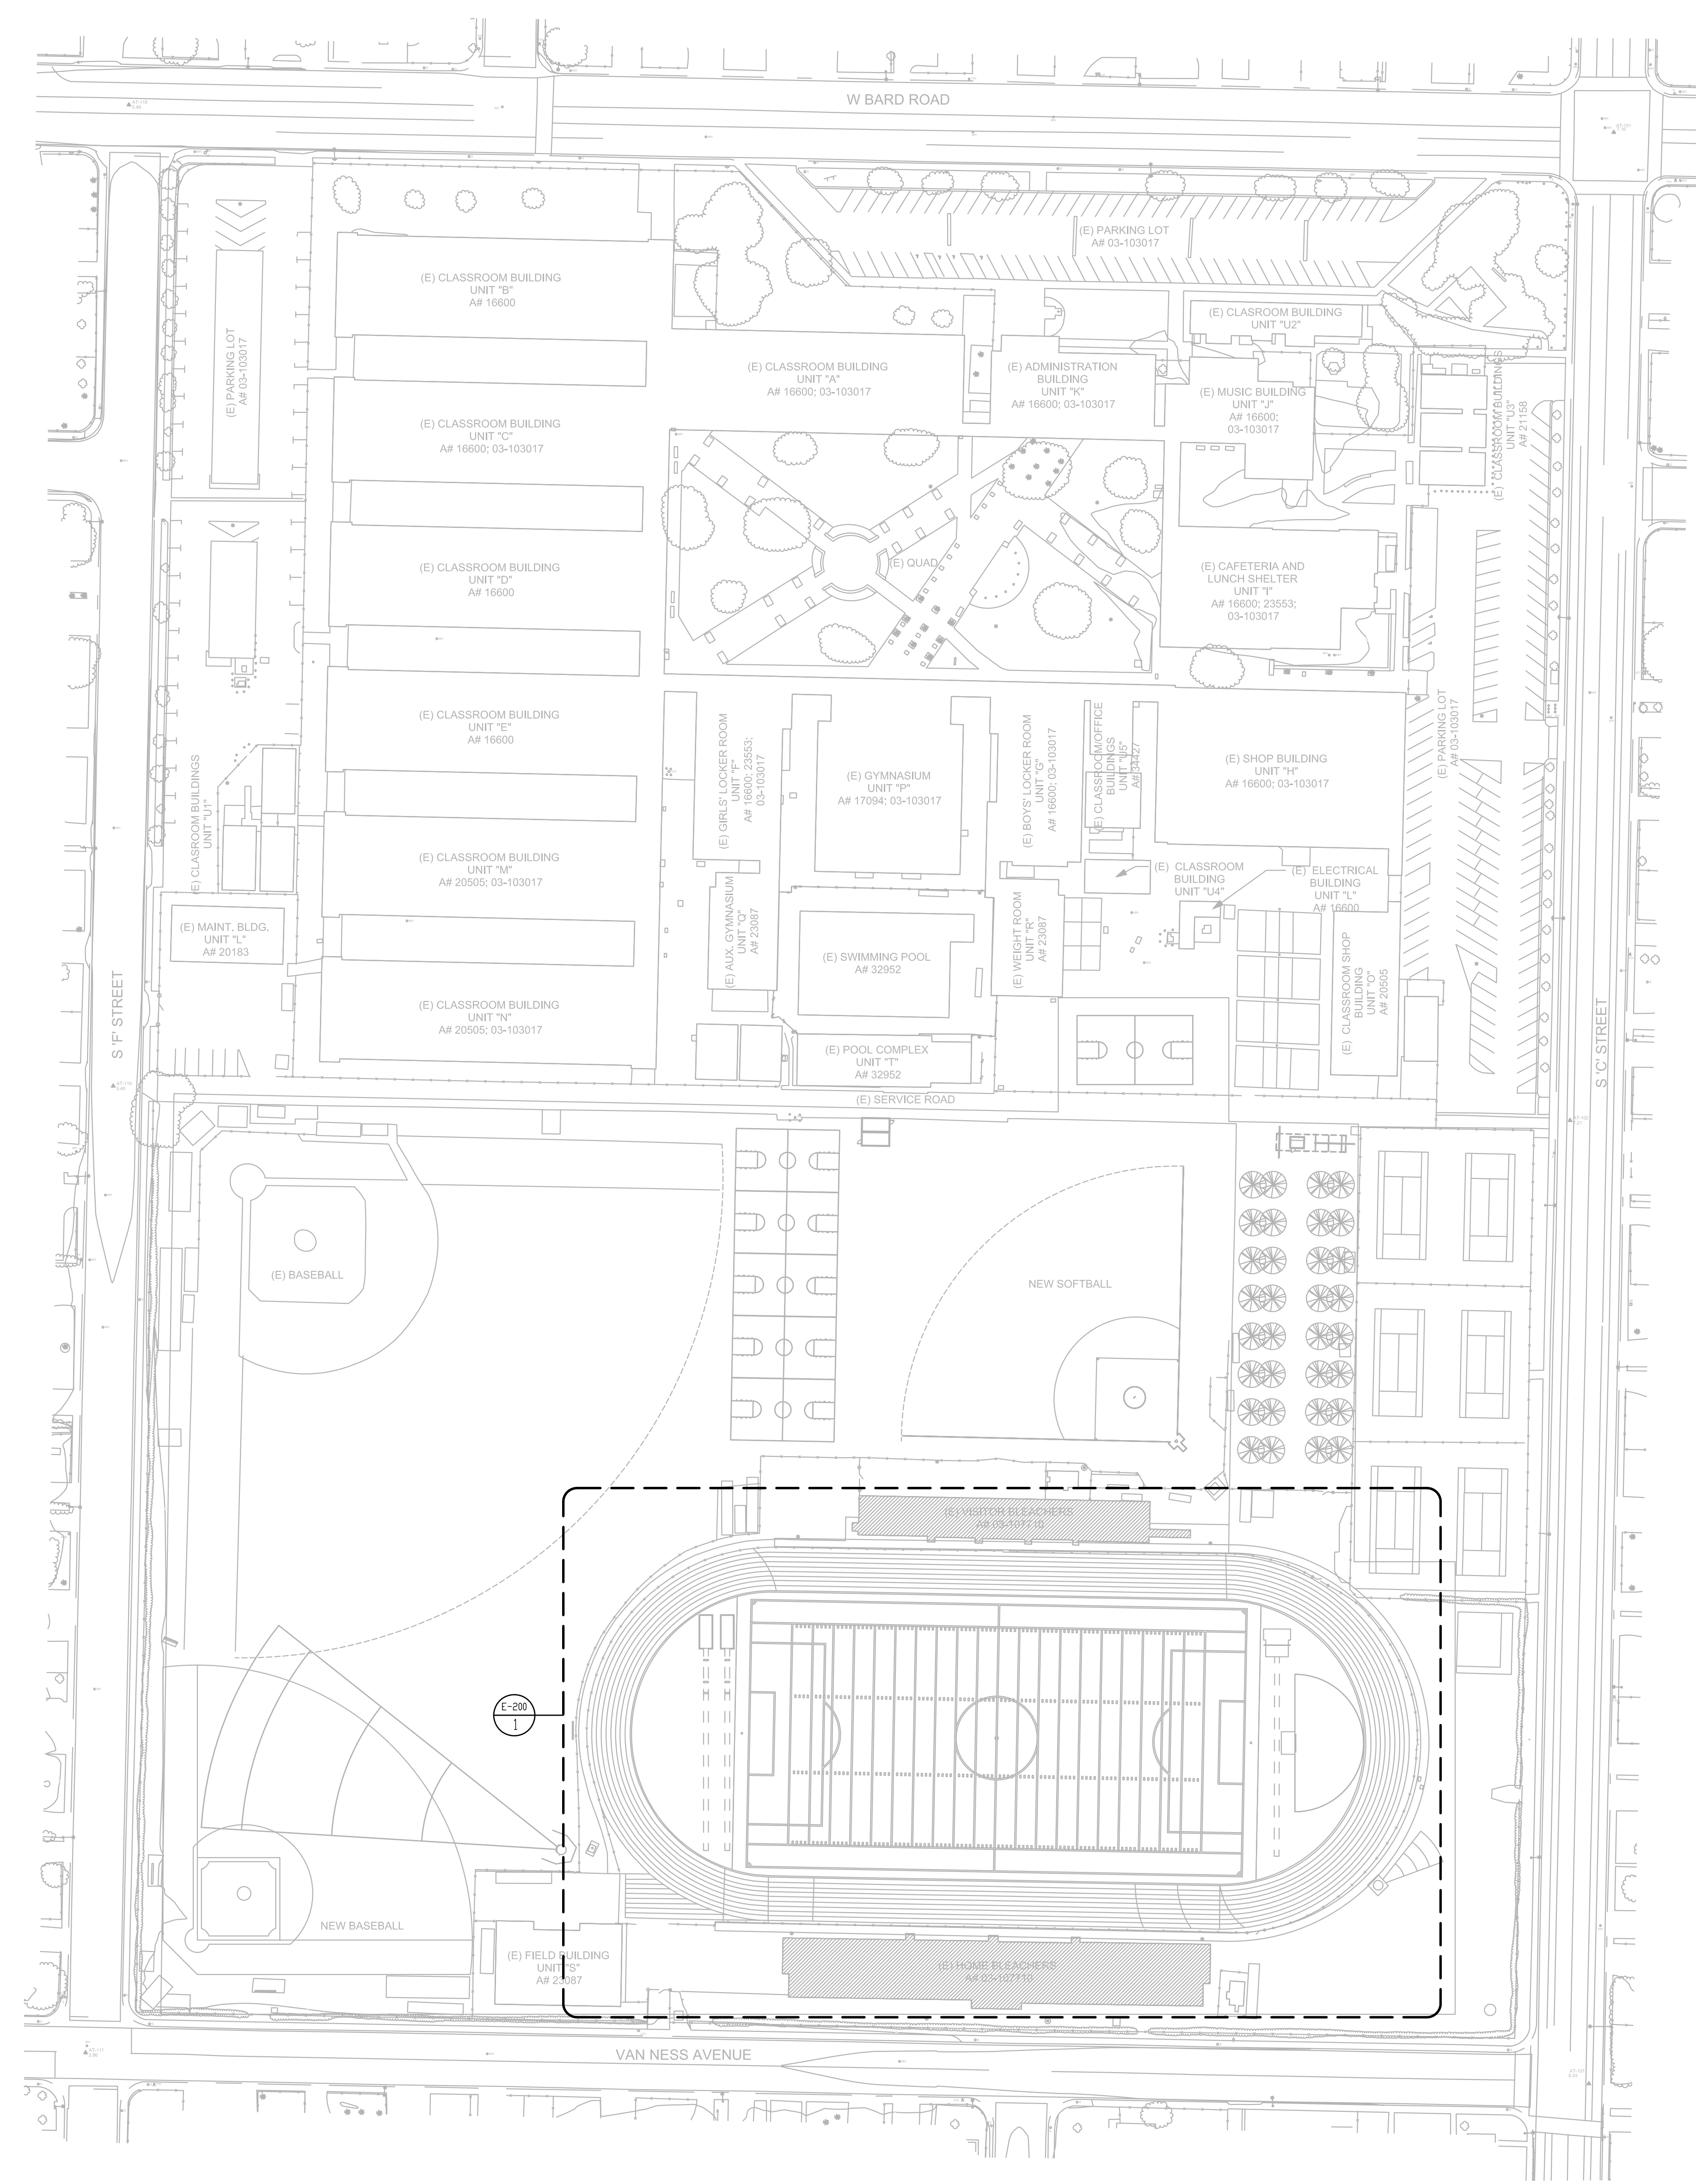 W BARD ROAD
(E) PARKING LOT
A# 03-103017
(E) CLASSROOM BUILDING
UNIT "B"
A# 16600
(E) CLASROOM BUILDING
UNIT "U2"
(E) PARKING LOT
A# 03-103017
(E) CLASSROOM BUILDING
UNIT "A"
A# 16600; 03-103017
(E) ADMINISTRATION
BUILDING
UNIT "K"
A# 16600; 03-103017
(E) MUSIC BUILDING
UNIT "J"
A# 16600;
03-103017
(E) CLASSROOM BUILDINGS
UNIT "U3"
A# 21158
(E) CLASSROOM BUILDING
UNIT "C"
A# 16600; 03-103017
(E) CLASSROOM BUILDING
UNIT "D"
A# 16600
(E) QUAD
(E) CAFETERIA AND
LUNCH SHELTER
UNIT "I"
A# 16600; 23553;
03-103017
(E) CLASSROOM BUILDING
UNIT "E"
A# 16600
(E) GIRLS' LOCKER ROOM
UNIT "F"
A# 16600; 23553;
03-103017
(E) GYMNASIUM
UNIT "P"
A# 17094; 03-103017
(E) BOYS' LOCKER ROOM
UNIT "G"
A# 16600; 03-103017
(E) CLASSROOM/OFFICE
BUILDINGS
UNIT "U5"
A# 34427
(E) SHOP BUILDING
UNIT "H"
A# 16600; 03-103017
(E) PARKING LOT
A# 03-103017
(E) CLASROOM BUILDINGS
UNIT "U1"
(E) CLASSROOM BUILDING
UNIT "M"
A# 20505; 03-103017
(E) CLASSROOM
BUILDING
UNIT "U4"
(E) ELECTRICAL
BUILDING
UNIT "L"
A# 16600
(E) MAINT. BLDG.
UNIT "L"
A# 20183
(E) AUX. GYMNASIUM
UNIT "Q"
A# 23087
(E) SWIMMING POOL
A# 32952
(E) WEIGHT ROOM
UNIT "R"
A# 23087
(E) CLASSROOM SHOP
BUILDING
UNIT "O"
A# 20505
S 'F' STREET
S 'C' STREET
(E) CLASSROOM BUILDING
UNIT "N"
A# 20505; 03-103017
(E) POOL COMPLEX
UNIT "T"
A# 32952
(E) SERVICE ROAD
(E) BASEBALL
NEW SOFTBALL
(E) VISITOR BLEACHERS
A# 03-107710
E-200
1
NEW BASEBALL
(E) FIELD BUILDING
UNIT "S"
A# 23087
(E) HOME BLEACHERS
A# 03-107710
VAN NESS AVENUE